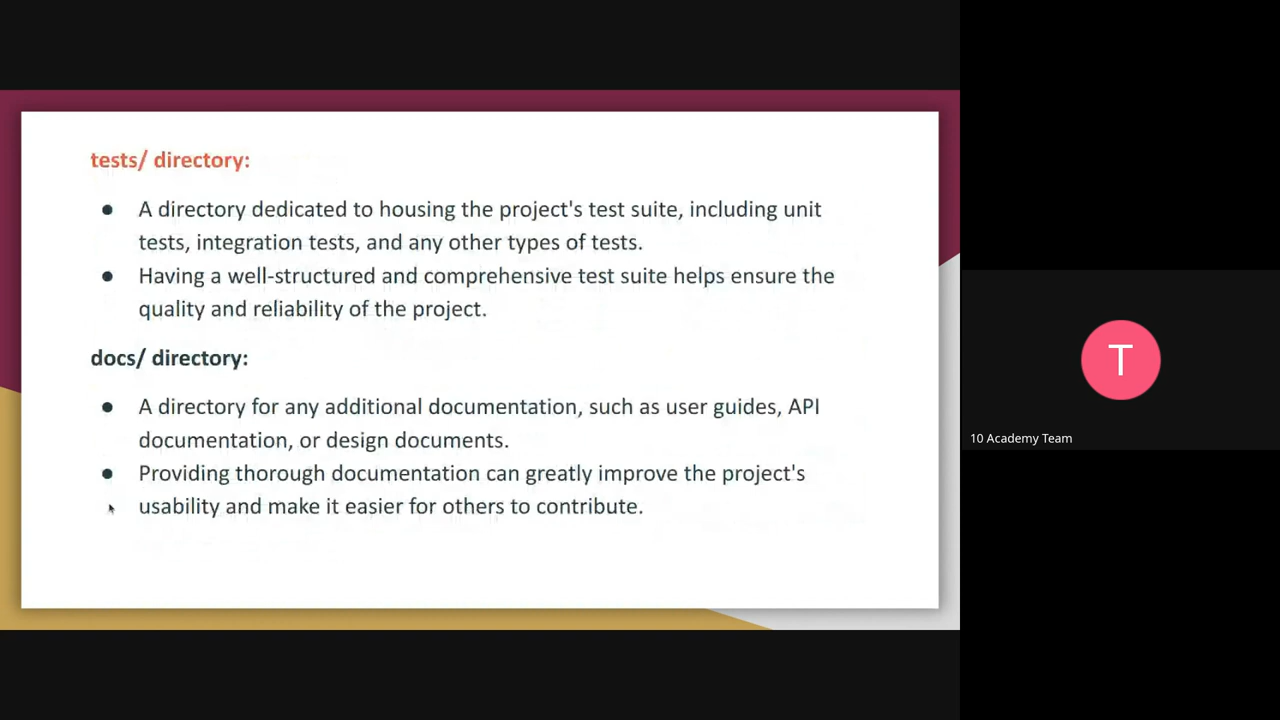 tests/ directory:
● A directory dedicated to housing the project's test suite, including unit
tests, integration tests, and any other types of tests.
● Having a well-structured and comprehensive test suite helps ensure the
quality and reliability of the project.
docs/ directory:
● A directory for any additional documentation, such as user guides, API
documentation, or design documents.
● Providing thorough documentation can greatly improve the project's
usability and make it easier for others to contribute.
T
10 Academy Team